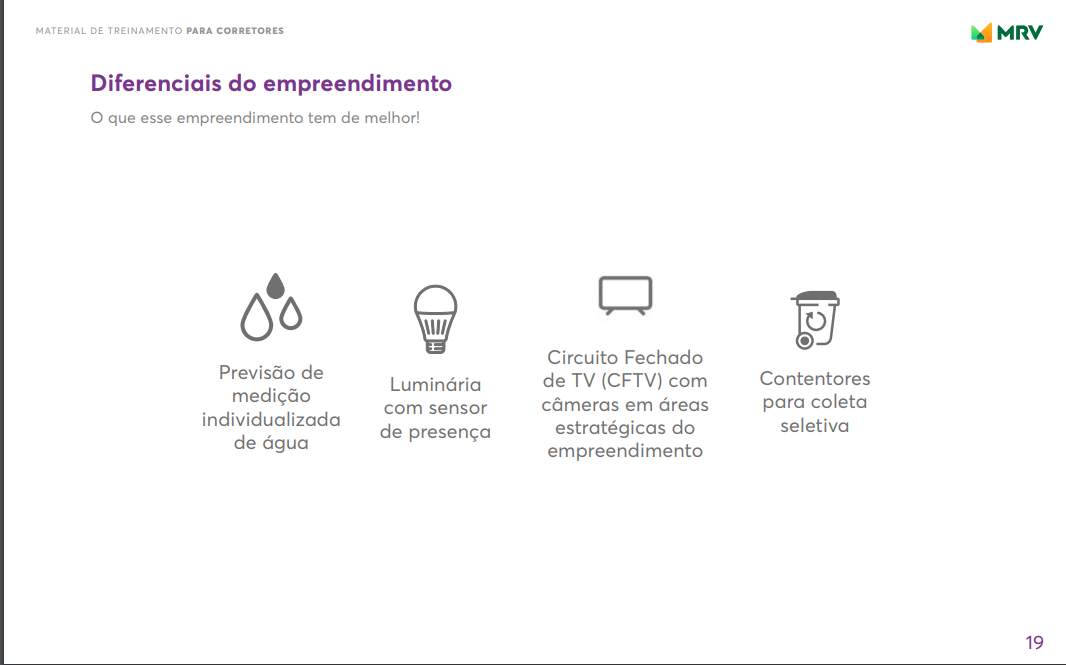 MATERIAL DE TREINAMENTO PARA CORRETORES
MRV
Diferenciais do empreendimento
O que esse empreendimento tem de melhor!
Previsão de
medição
individualizada
de água
Luminária
com sensor
de presença
Circuito Fechado
de TV (CFTV) com
câmeras em áreas
estratégicas do
empreendimento
Contentores
para coleta
seletiva
19